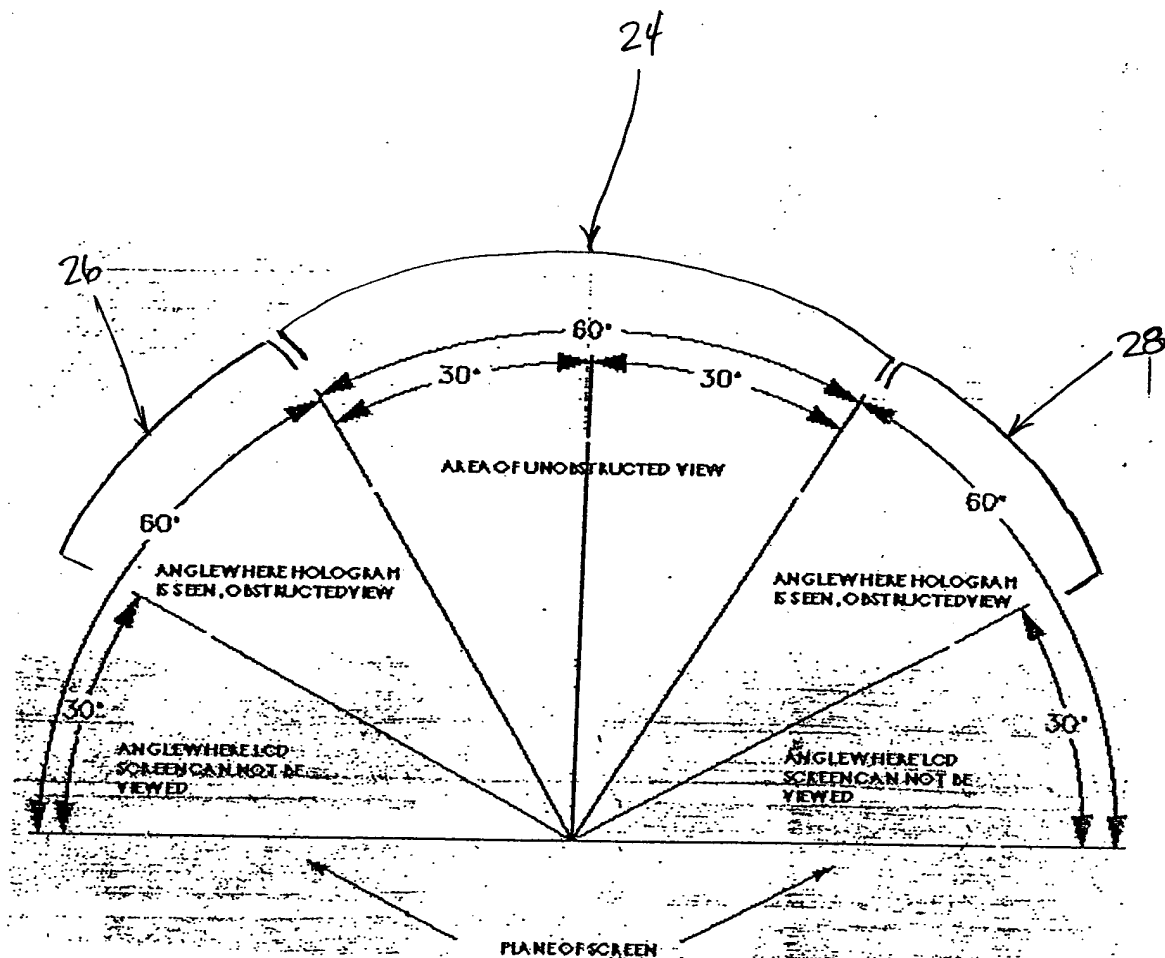 24
26
28
60°
30°
30°
AREA OF UNOBSTRUCTED VIEW
60°
60°
ANGLE WHERE HOLOGRAM
IS SEEN, OBSTRUCTED VIEW
ANGLE WHERE HOLOGRAM
IS SEEN, OBSTRUCTED VIEW
30°
30°
ANGLE WHERE LCD
SCREEN CAN NOT BE
VIEWED
ANGLE WHERE LCD
SCREEN CAN NOT BE
VIEWED
PLANE OF SCREEN